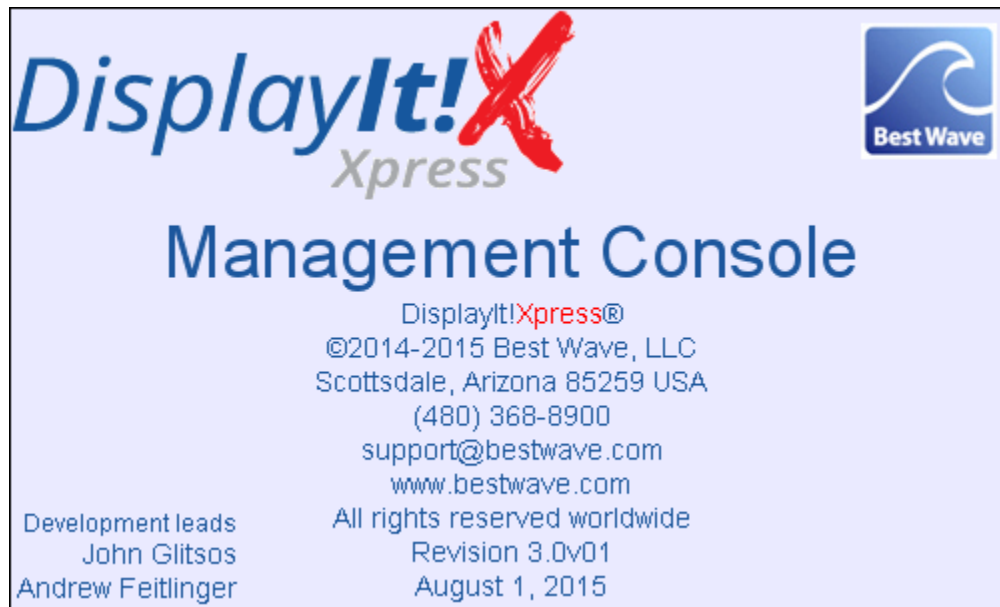 DisplayIt!X
Xpress
Best Wave
Management Console
DisplayIt!Xpress®
©2014-2015 Best Wave, LLC
Scottsdale, Arizona 85259 USA
(480) 368-8900
support@bestwave.com
www.bestwave.com
All rights reserved worldwide
Revision 3.0v01
August 1, 2015
Development leads
John Glitsos
Andrew Feitlinger